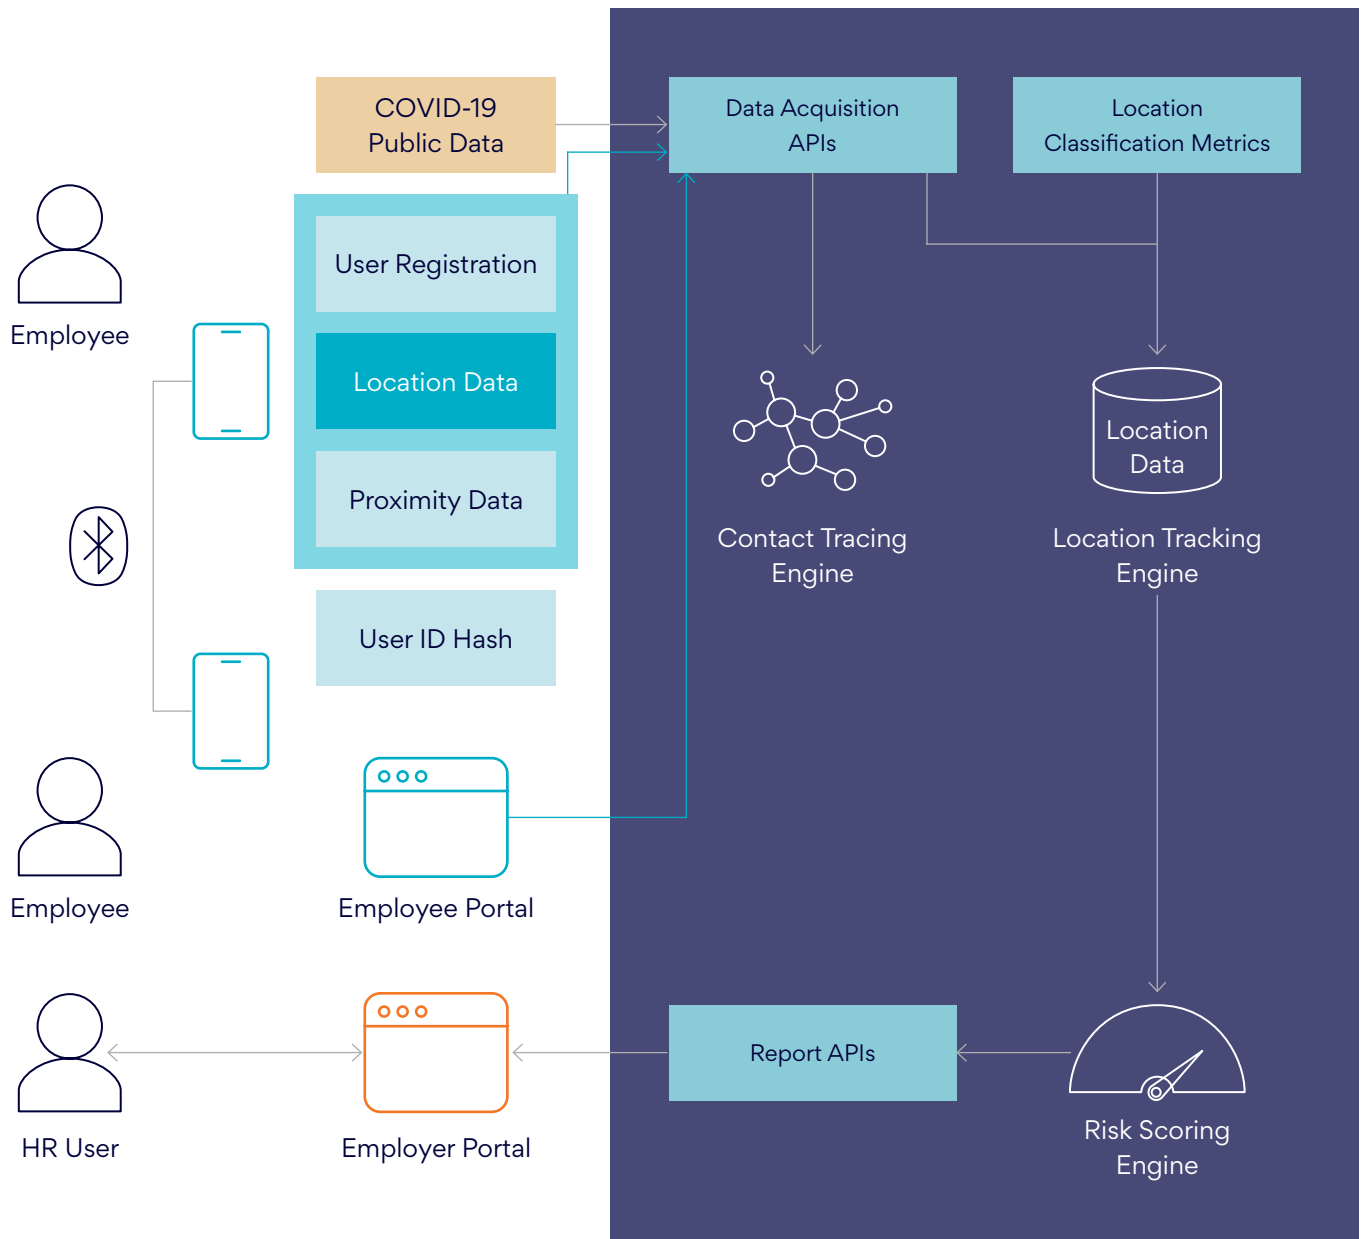 COVID-19
Public Data
Data Acquisition
APIs
Location
Classification Metrics
Employee
User Registration
Location Data
Proximity Data
User ID Hash
Location
Data
Contact Tracing
Engine
Location Tracking
Engine
Employee
Employee Portal
HR User
Employer Portal
Report APIs
Risk Scoring
Engine